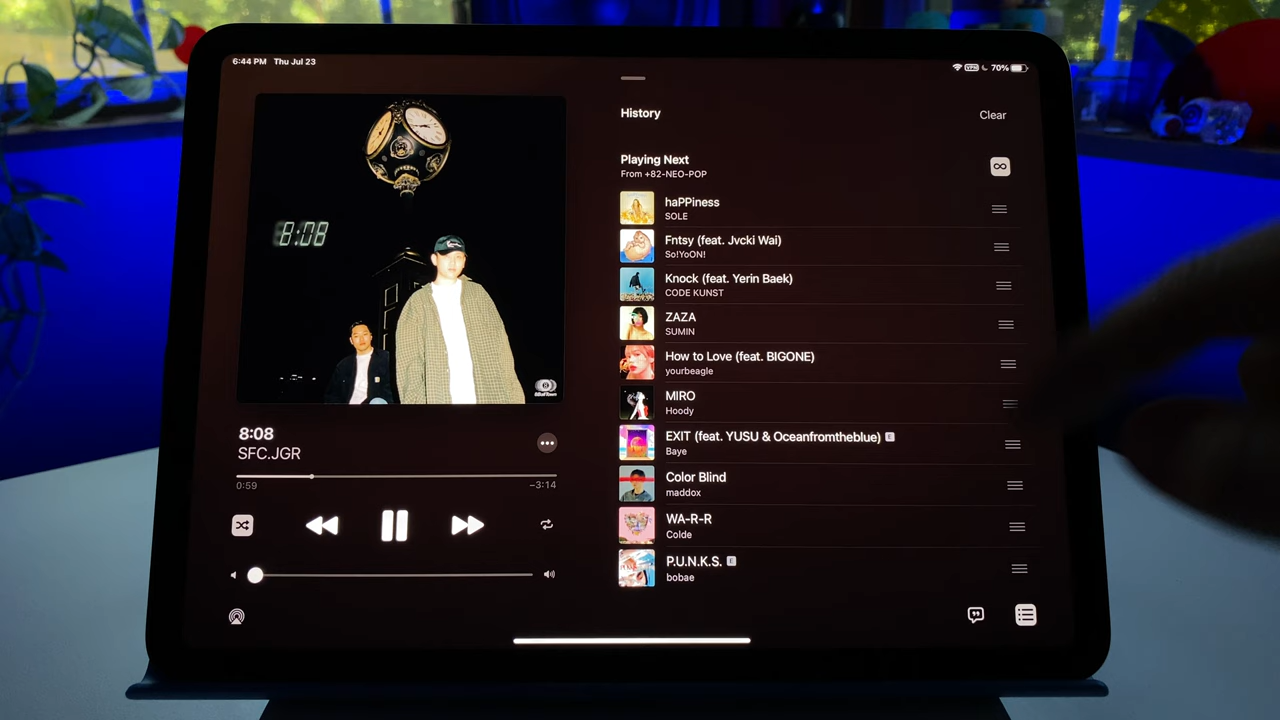 6:44 PM Thu Jul 23
VPN 70%
History
Clear
Playing Next
From +82-NEO-POP
haPPiness
SOLE
Fntsy (feat. Jvcki Wai)
So!YoON!
Knock (feat. Yerin Baek)
CODE KUNST
ZAZA
SUMIN
How to Love (feat. BIGONE)
yourbeagle
MIRO
Hoody
EXIT (feat. YUSU & Oceanfromtheblue) E
Baye
Color Blind
maddox
WA-R-R
Colde
P.U.N.K.S. E
bobae
8:08
8:08
SFC.JGR
0:59
−3:14